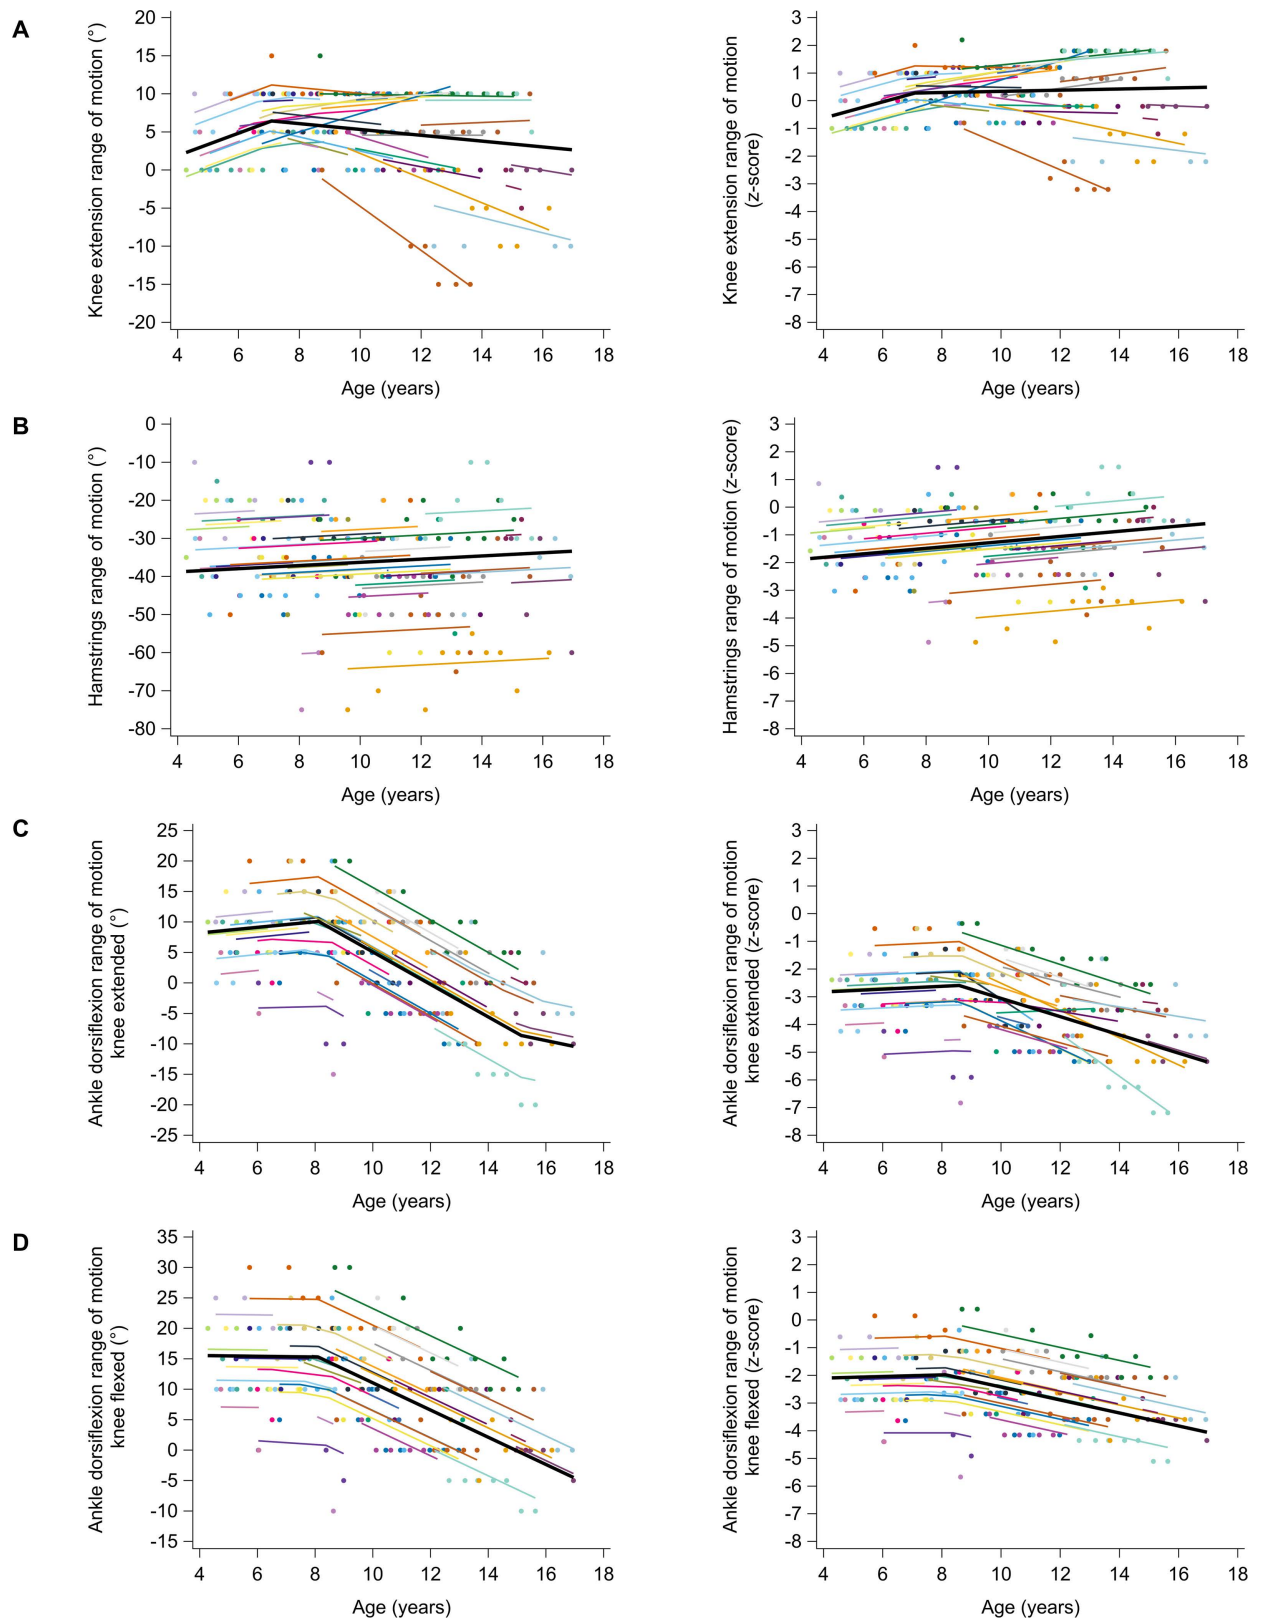 A
Knee extension range of motion (°)
20
15
10
5
0
-5
-10
-15
-20
4 6 8 10 12 14 16 18
Age (years)
Knee extension range of motion
(z-score)
3
2
1
0
-1
-2
-3
-4
-5
-6
-7
-8
4 6 8 10 12 14 16 18
Age (years)
B
Hamstrings range of motion (°)
0
-10
-20
-30
-40
-50
-60
-70
-80
4 6 8 10 12 14 16 18
Age (years)
Hamstrings range of motion (z-score)
3
2
1
0
-1
-2
-3
-4
-5
-6
-7
-8
4 6 8 10 12 14 16 18
Age (years)
C
Ankle dorsiflexion range of motion
knee extended (°)
25
20
15
10
5
0
-5
-10
-15
-20
-25
4 6 8 10 12 14 16 18
Age (years)
Ankle dorsiflexion range of motion
knee extended (z-score)
3
2
1
0
-1
-2
-3
-4
-5
-6
-7
-8
4 6 8 10 12 14 16 18
Age (years)
D
Ankle dorsiflexion range of motion
knee flexed (°)
35
30
25
20
15
10
5
0
-5
-10
-15
4 6 8 10 12 14 16 18
Age (years)
Ankle dorsiflexion range of motion
knee flexed (z-score)
3
2
1
0
-1
-2
-3
-4
-5
-6
-7
-8
4 6 8 10 12 14 16 18
Age (years)